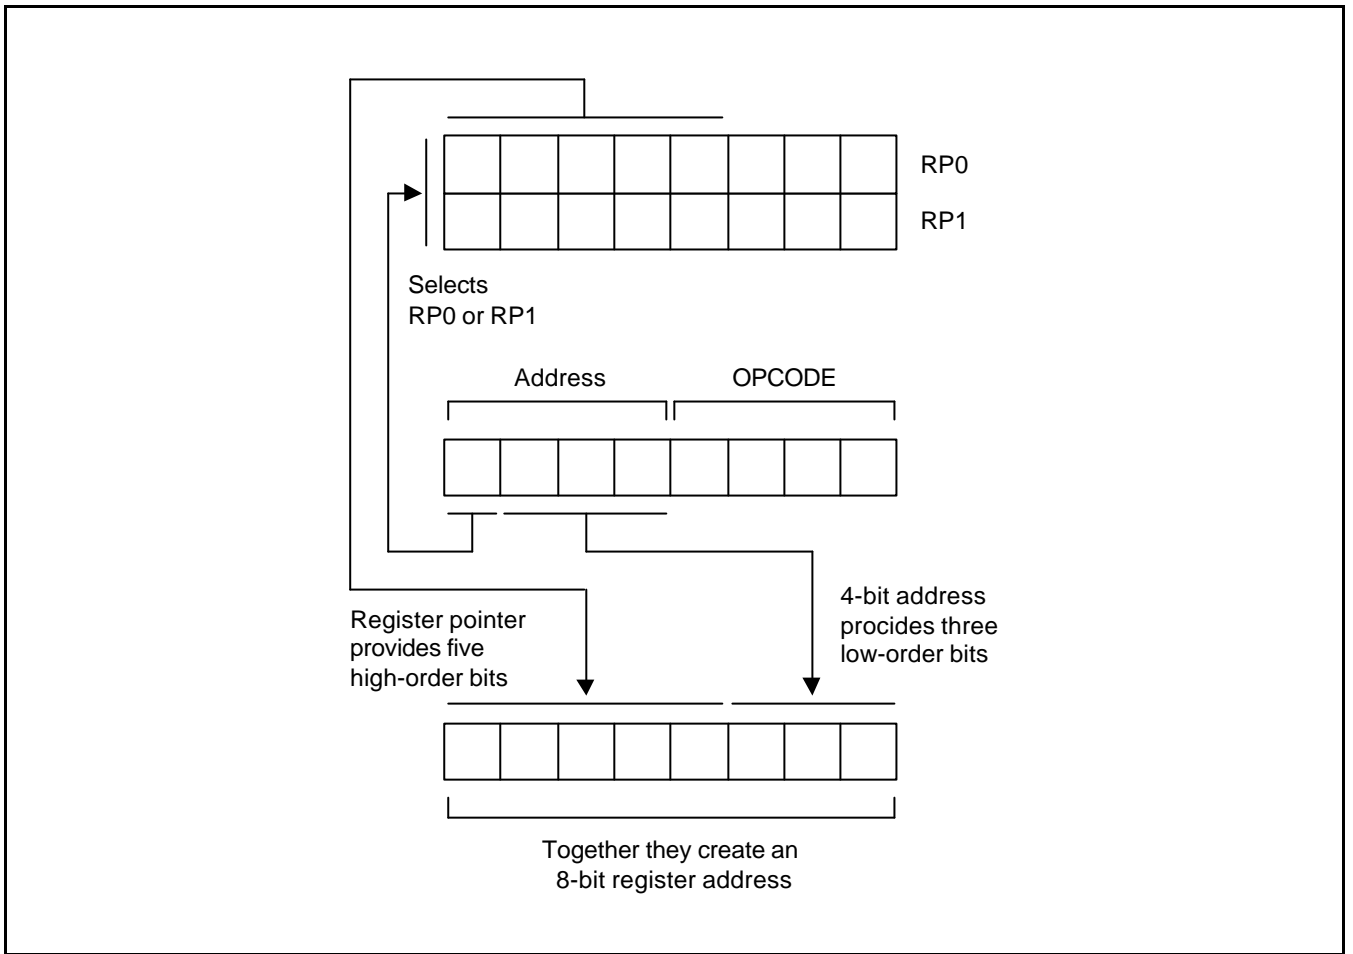 RP0
RP1
Selects
RP0 or RP1
Address
OPCODE
Register pointer
provides five
high-order bits
4-bit address
procides three
low-order bits
Together they create an
8-bit register address